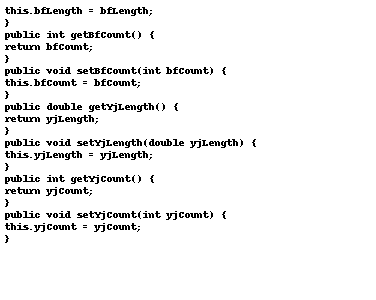 this.bfLength = bfLength;
}
public int getBfCount() {
return bfCount;
}
public void setBfCount(int bfCount) {
this.bfCount = bfCount;
}
public double getYjLength() {
return yjLength;
}
public void setYjLength(double yjLength) {
this.yjLength = yjLength;
}
public int getYjCount() {
return yjCount;
}
public void setYjCount(int yjCount) {
this.yjCount = yjCount;
}